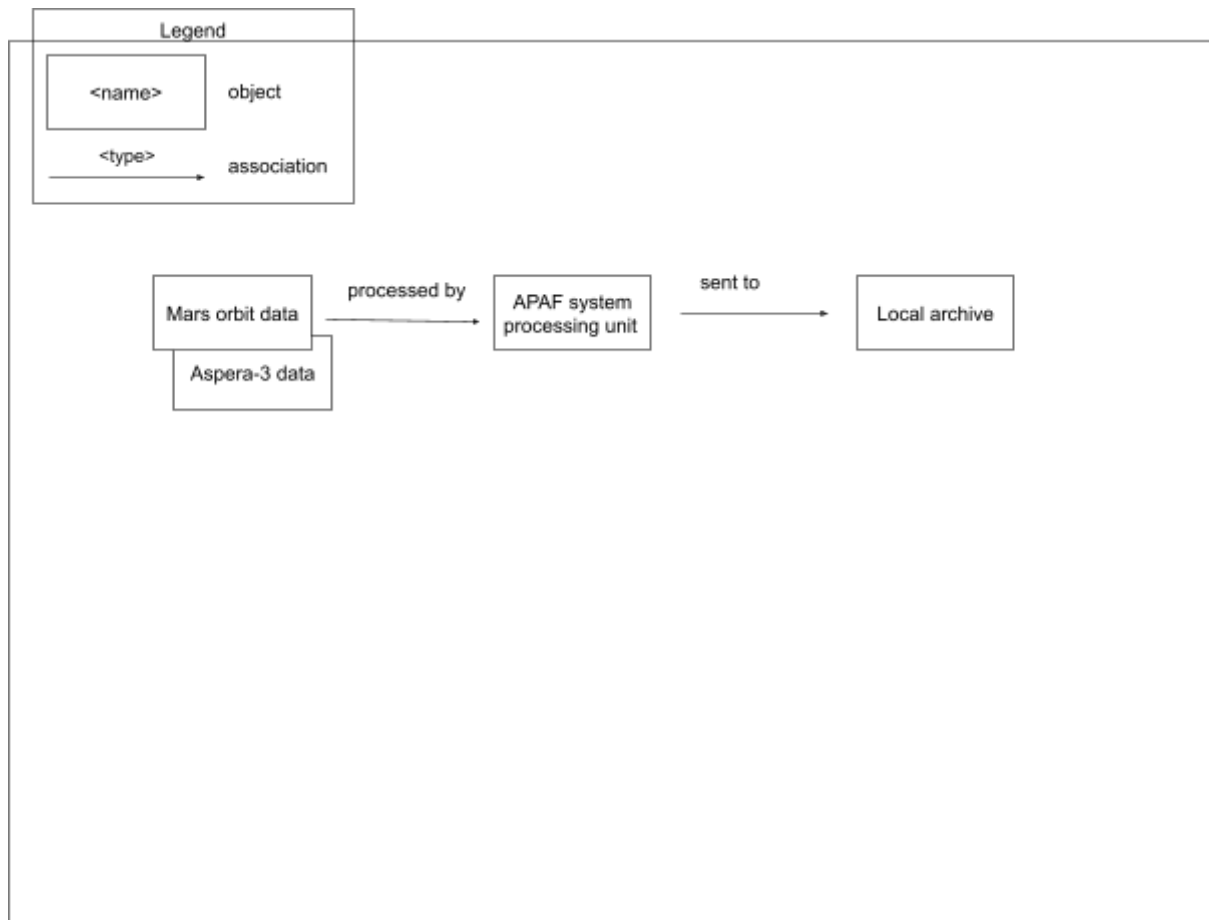 Legend
<name>
object
<type>
association
Mars orbit data
processed by
APAF system
processing unit
sent to
Local archive
Aspera-3 data